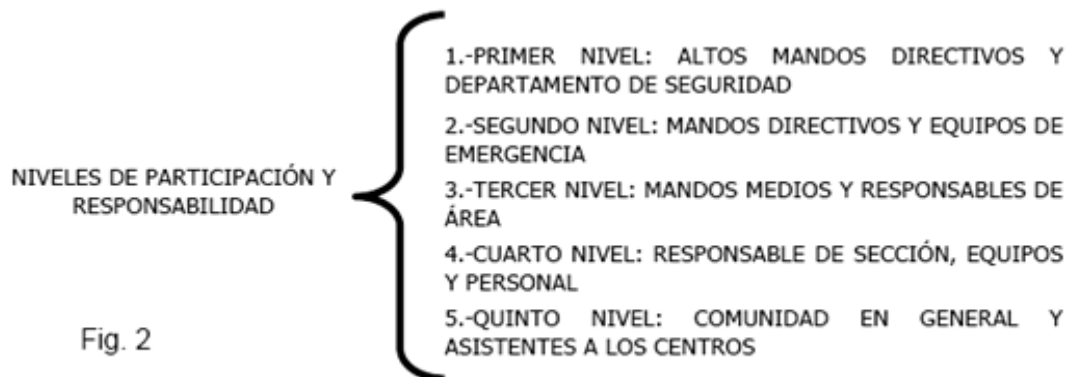 NIVELES DE PARTICIPACIÓN Y
RESPONSABILIDAD
1.-PRIMER NIVEL: ALTOS MANDOS DIRECTIVOS Y
DEPARTAMENTO DE SEGURIDAD
2.-SEGUNDO NIVEL: MANDOS DIRECTIVOS Y EQUIPOS DE
EMERGENCIA
3.-TERCER NIVEL: MANDOS MEDIOS Y RESPONSABLES DE
ÁREA
4.-CUARTO NIVEL: RESPONSABLE DE SECCIÓN, EQUIPOS
Y PERSONAL
5.-QUINTO NIVEL: COMUNIDAD EN GENERAL Y
ASISTENTES A LOS CENTROS
Fig. 2